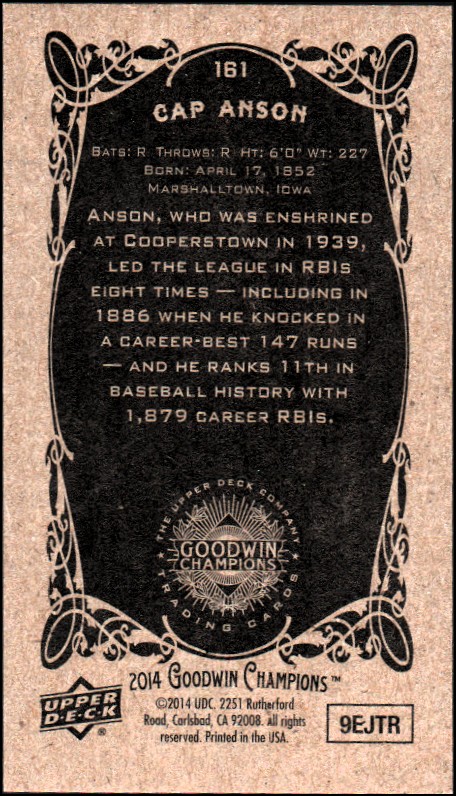 161
CAP ANSON
BATS: R THROWS: R HT: 6'0" WT: 227
BORN: APRIL 17, 1852
MARSHALLTOWN, IOWA
ANSON, WHO WAS ENSHRINED
AT COOPERSTOWN IN 1939,
LED THE LEAGUE IN RBIS
EIGHT TIMES — INCLUDING IN
1886 WHEN HE KNOCKED IN
A CAREER-BEST 147 RUNS
— AND HE RANKS 11TH IN
BASEBALL HISTORY WITH
1,879 CAREER RBIS.
THE UPPER DECK COMPANY
GOODWIN
CHAMPIONS
TRADING CARDS
2014 GOODWIN CHAMPIONS™
UPPER
DECK®
©2014 UDC. 2251 Rutherford
Road, Carlsbad, CA 92008. All rights
reserved. Printed in the USA.
9EJTR